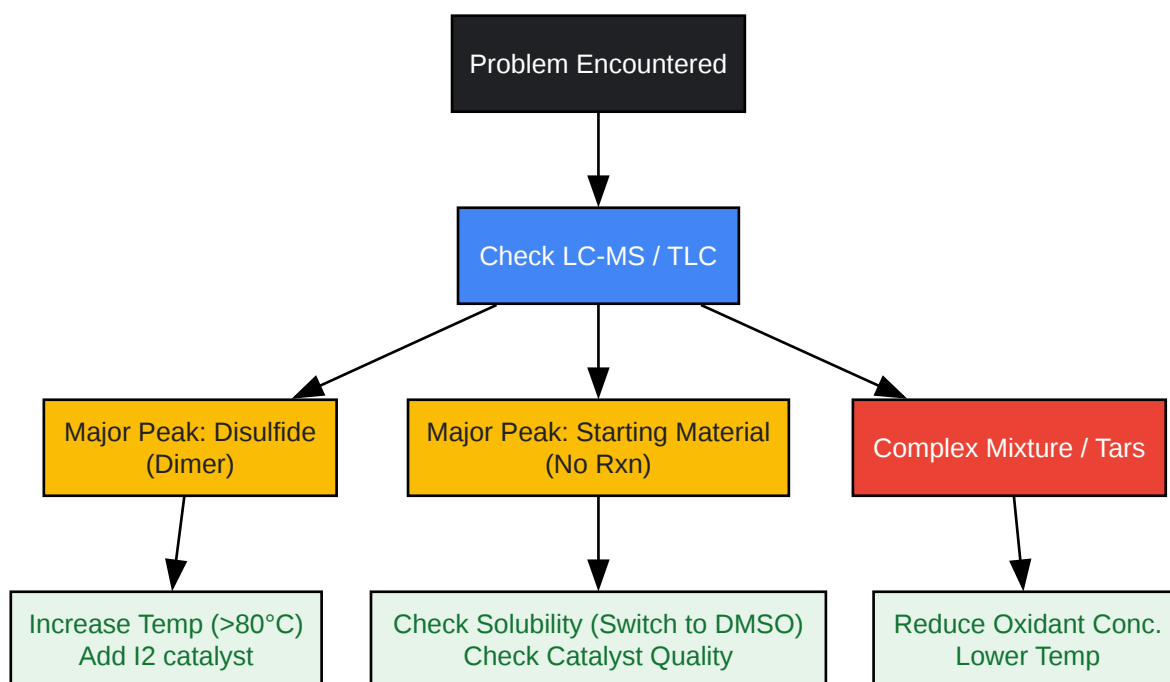 Problem Encountered
Check LC-MS / TLC
Major Peak: Disulfide
(Dimer)
Major Peak: Starting Material
(No Rxn)
Complex Mixture / Tars
Increase Temp (>80°C)
Add I2 catalyst
Check Solubility (Switch to DMSO)
Check Catalyst Quality
Reduce Oxidant Conc.
Lower Temp